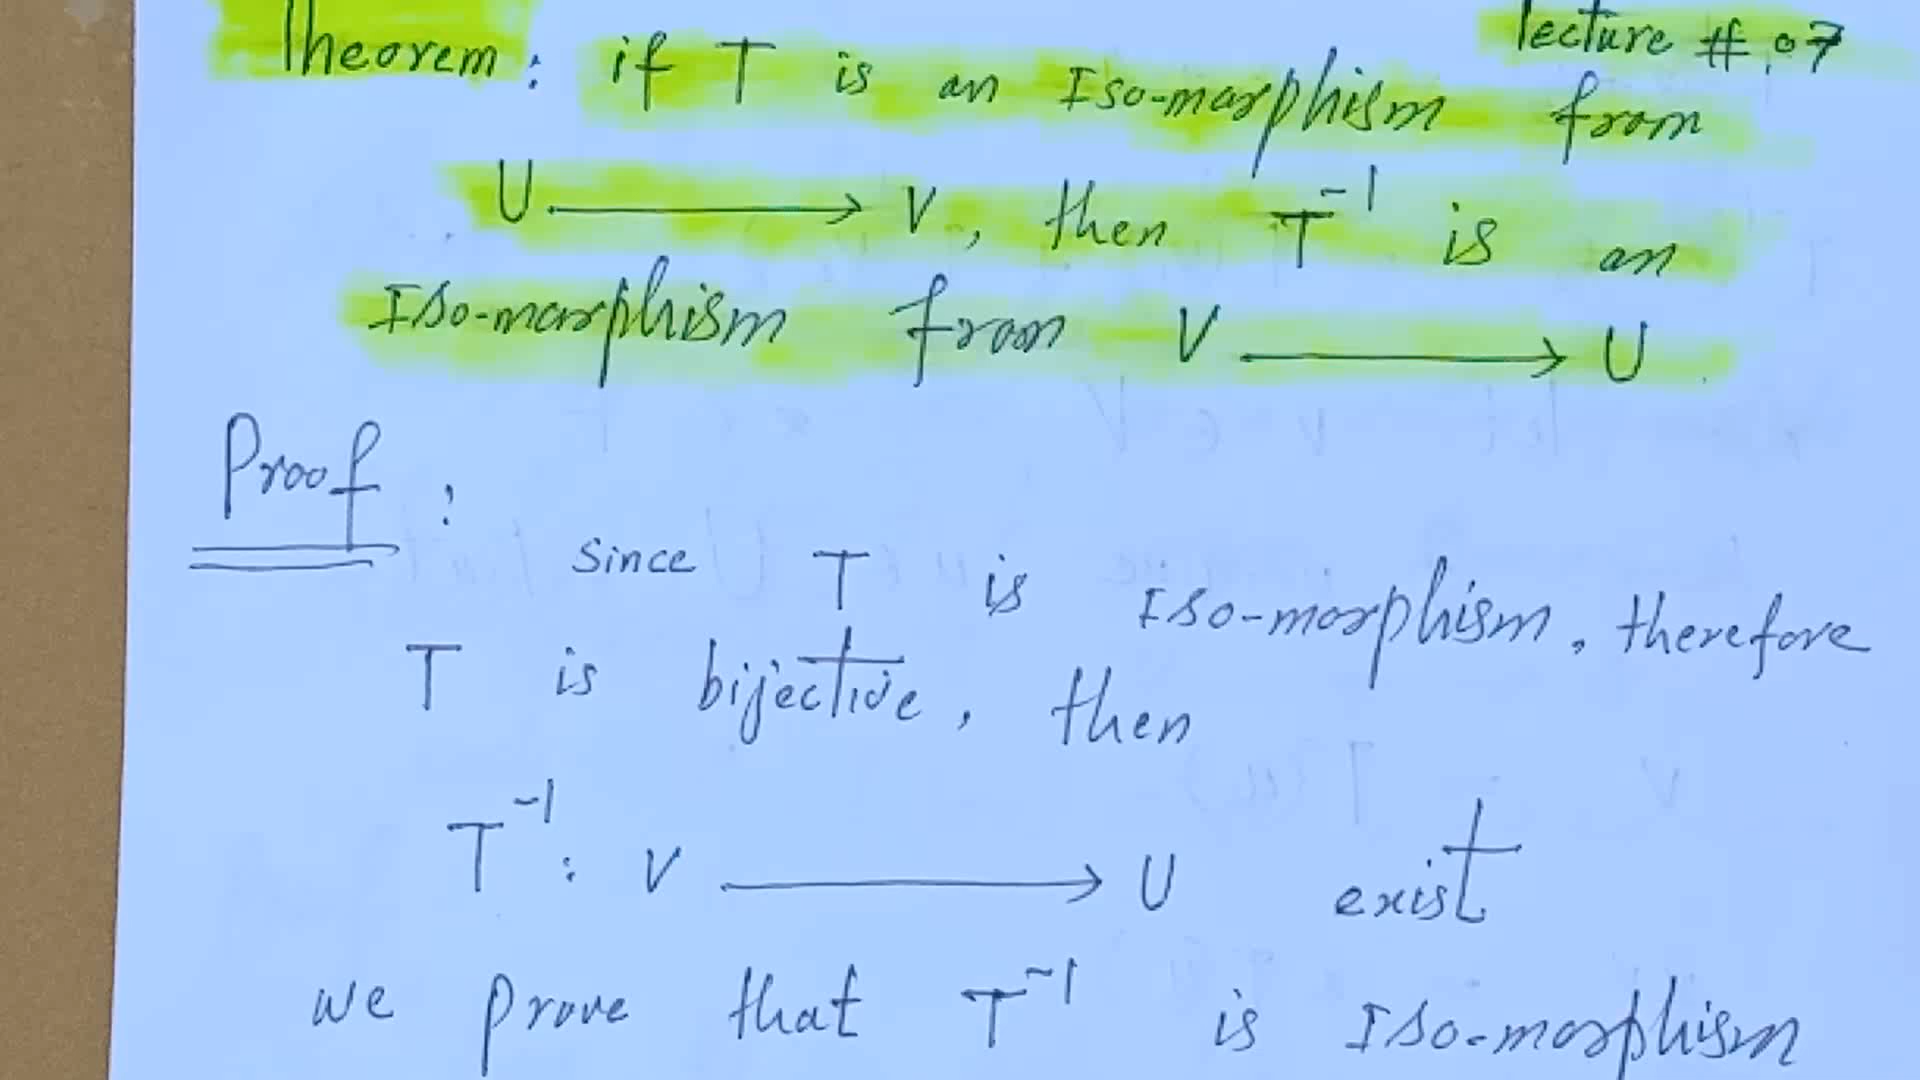 lecture #.07
Theorem: if T is an Iso-morphism from
U ⟶ V, then T⁻¹ is an
Iso-morphism from V ⟶ U
Proof:
since T is Iso-morphism, therefore
T is bijective, then
T⁻¹: V ⟶ U exist
we prove that T⁻¹ is Iso-morphism